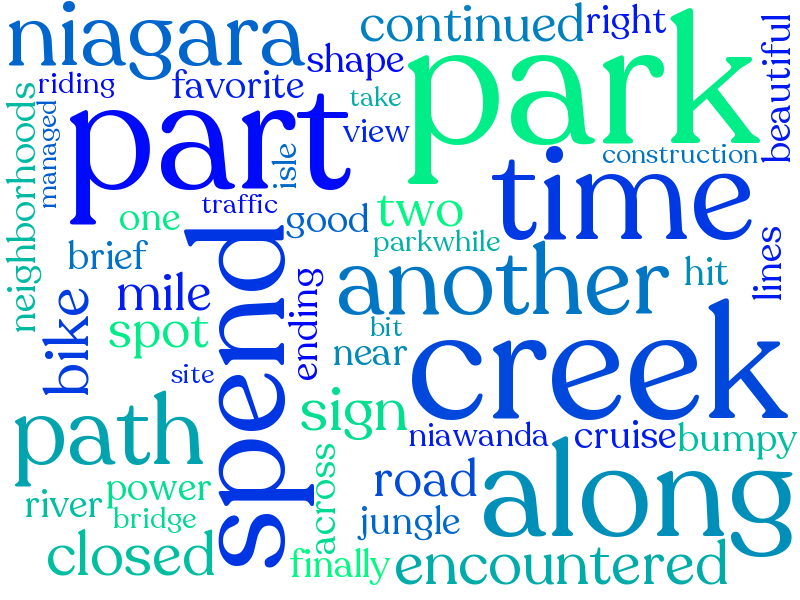 niagara
continued
right
beautiful
riding
favorite
shape
park
neighborhoods
managed
part
take
view
isle
construction
traffic
time
one
good
two
parkwhile
brief
spend
another
hit
lines
mile
bike
ending
spot
bit
near
site
creek
path
sign
niawanda
cruise
bumpy
river
power
across
road
along
bridge
jungle
closed
finally
encountered